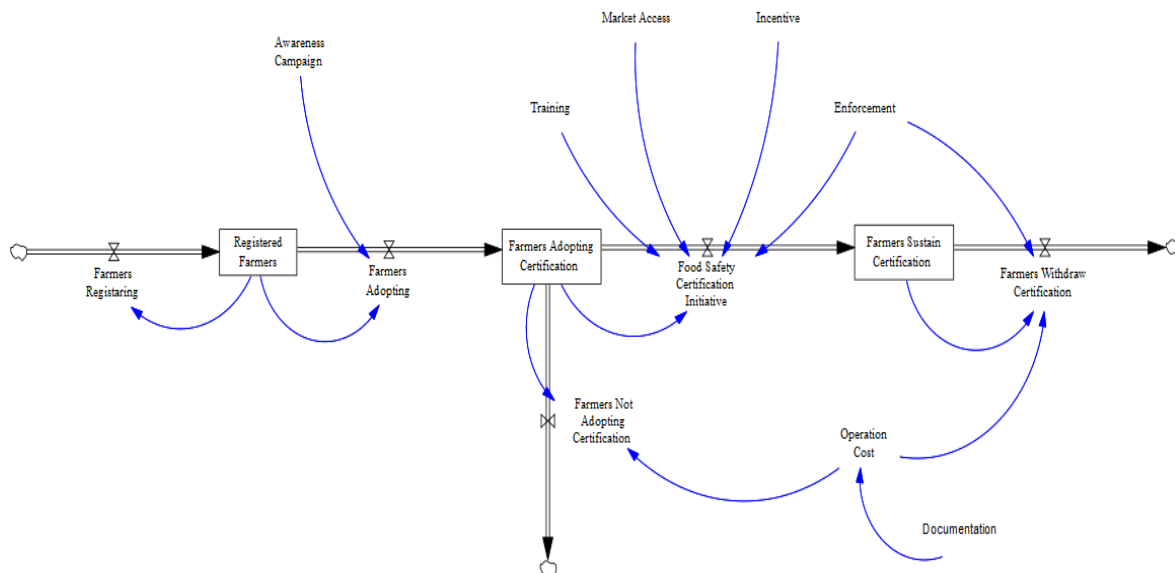 Market Access
Incentive
Awareness
Campaign
Training
Enforcement
Registered
Farmers
Farmers Adopting
Certification
Farmers Sustain
Certification
Farmers
Registaring
Farmers
Adopting
Food Safety
Certification
Initiative
Farmers Withdraw
Certification
Farmers Not
Adopting
Certification
Operation
Cost
Documentation